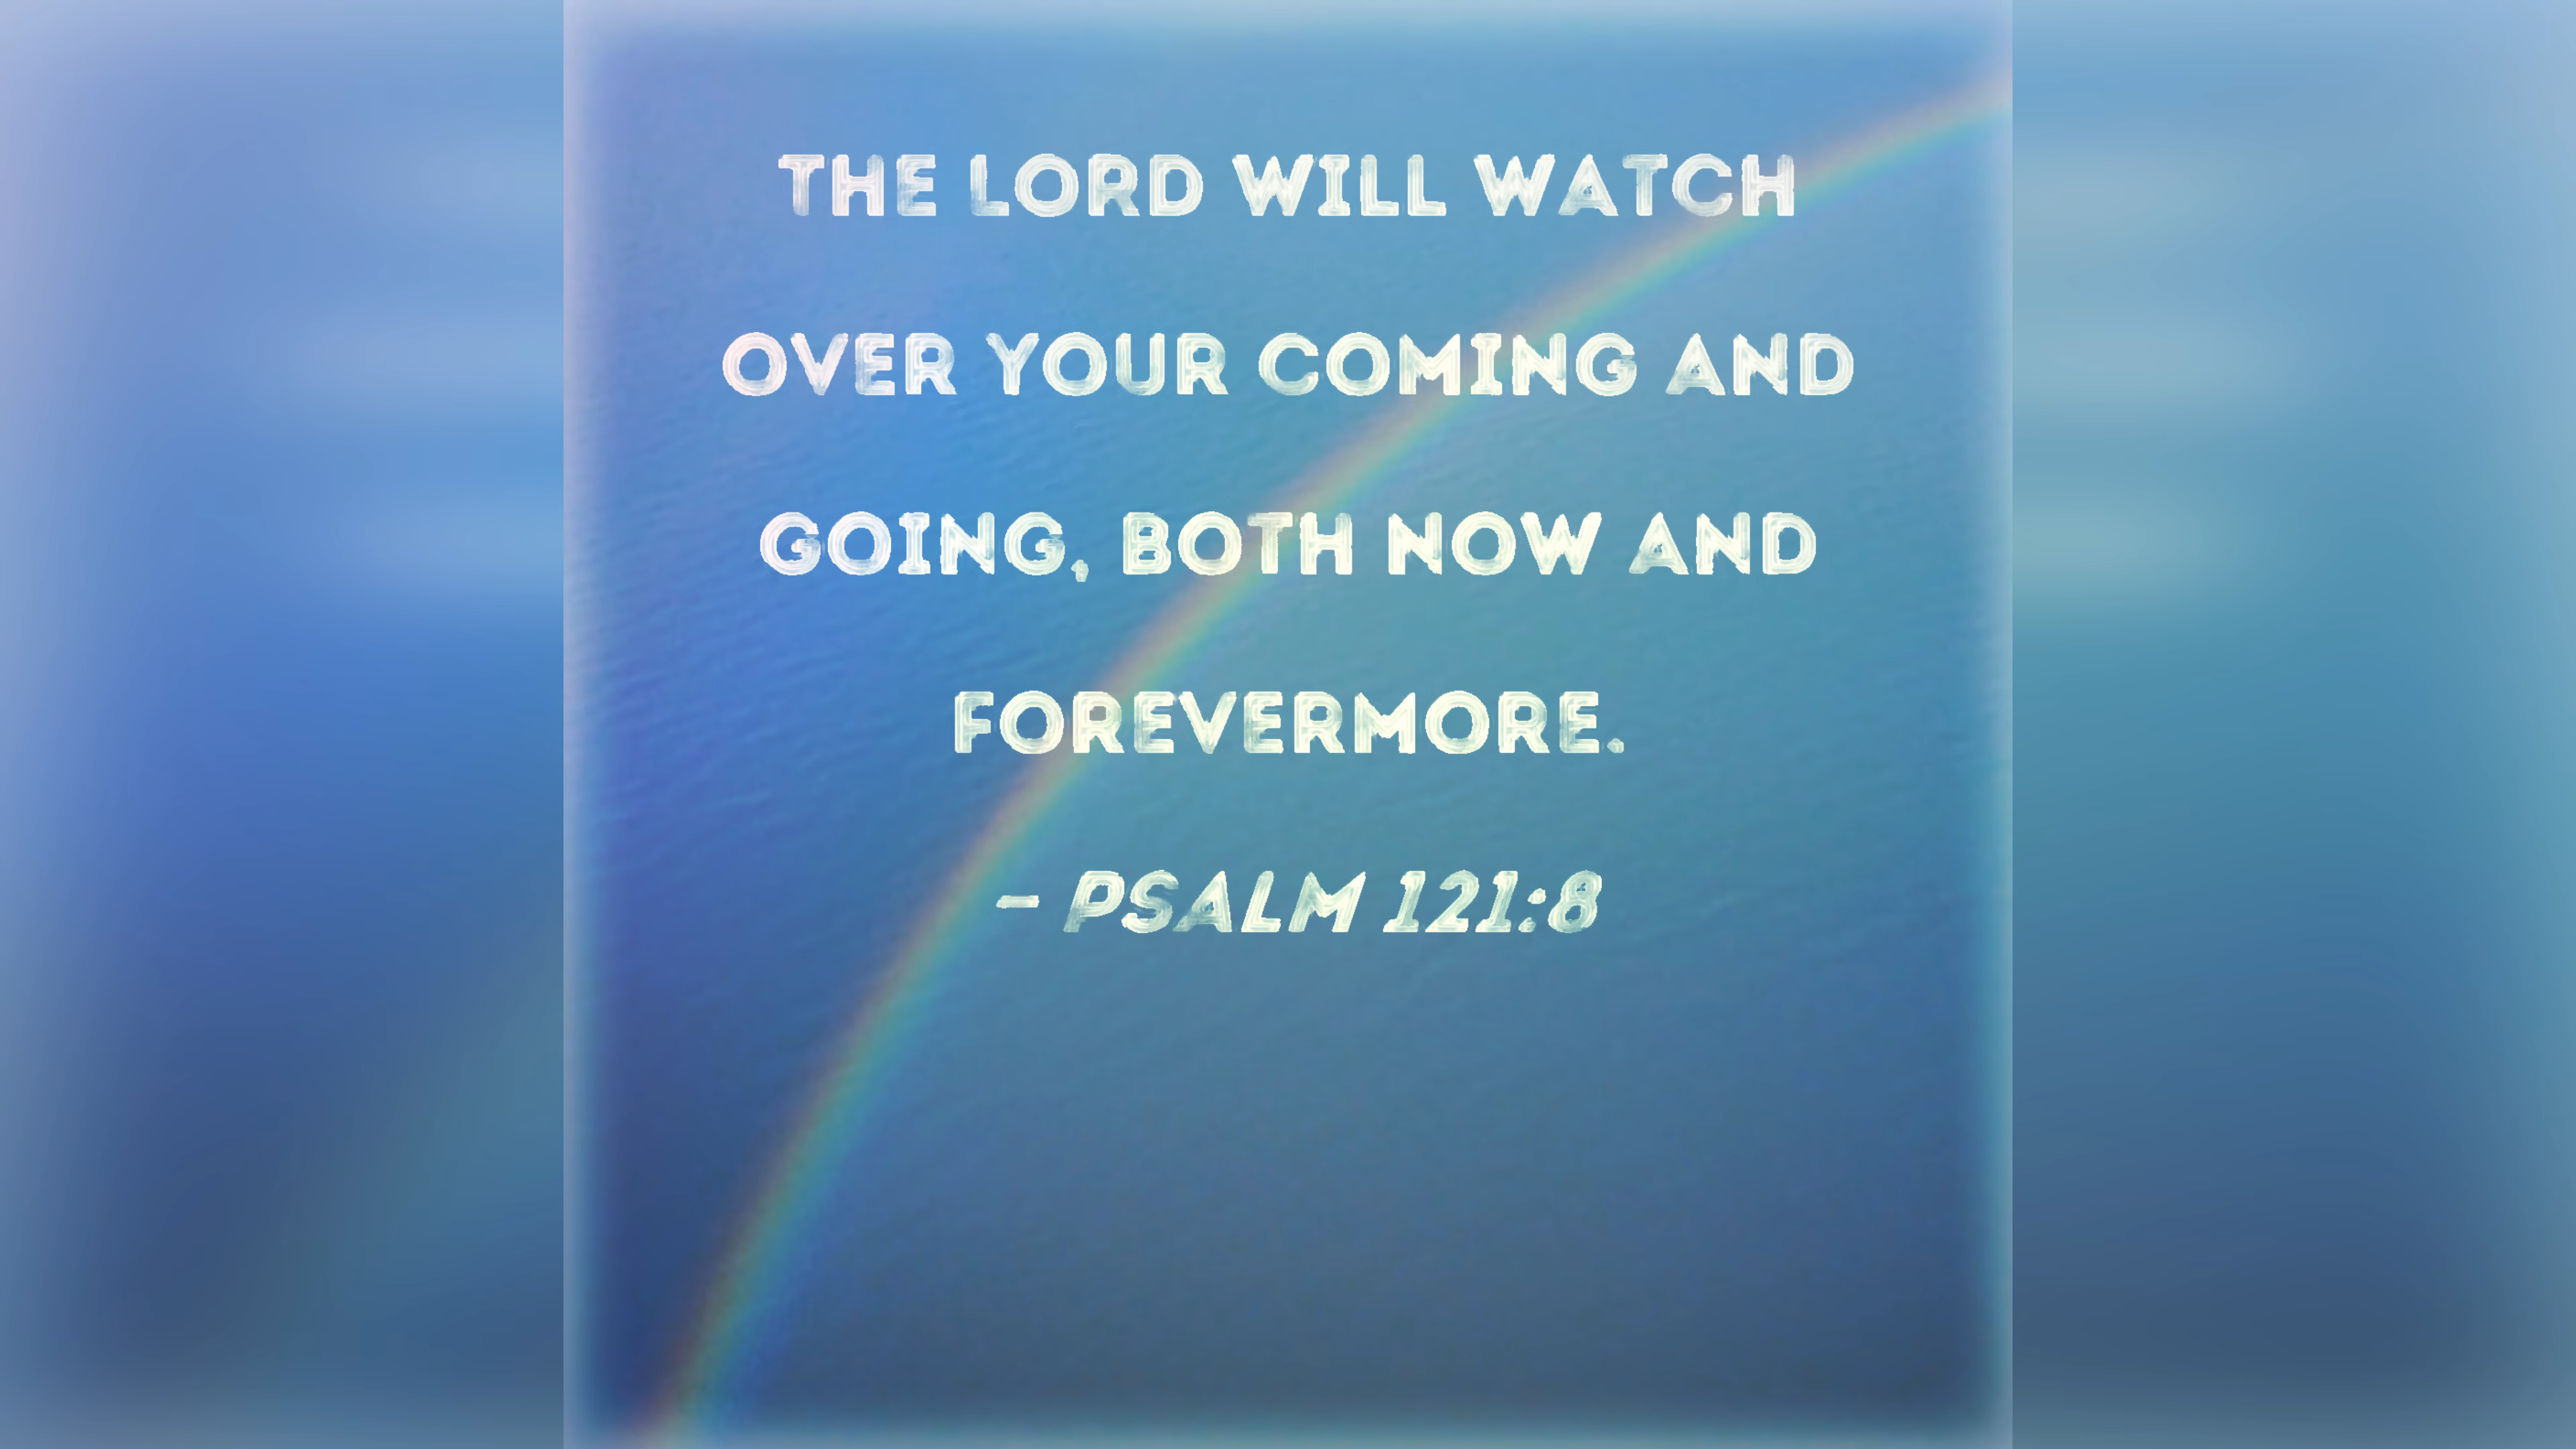 THE LORD WILL WATCH
OVER YOUR COMING AND
GOING, BOTH NOW AND
FOREVERMORE.
– PSALM 121:8